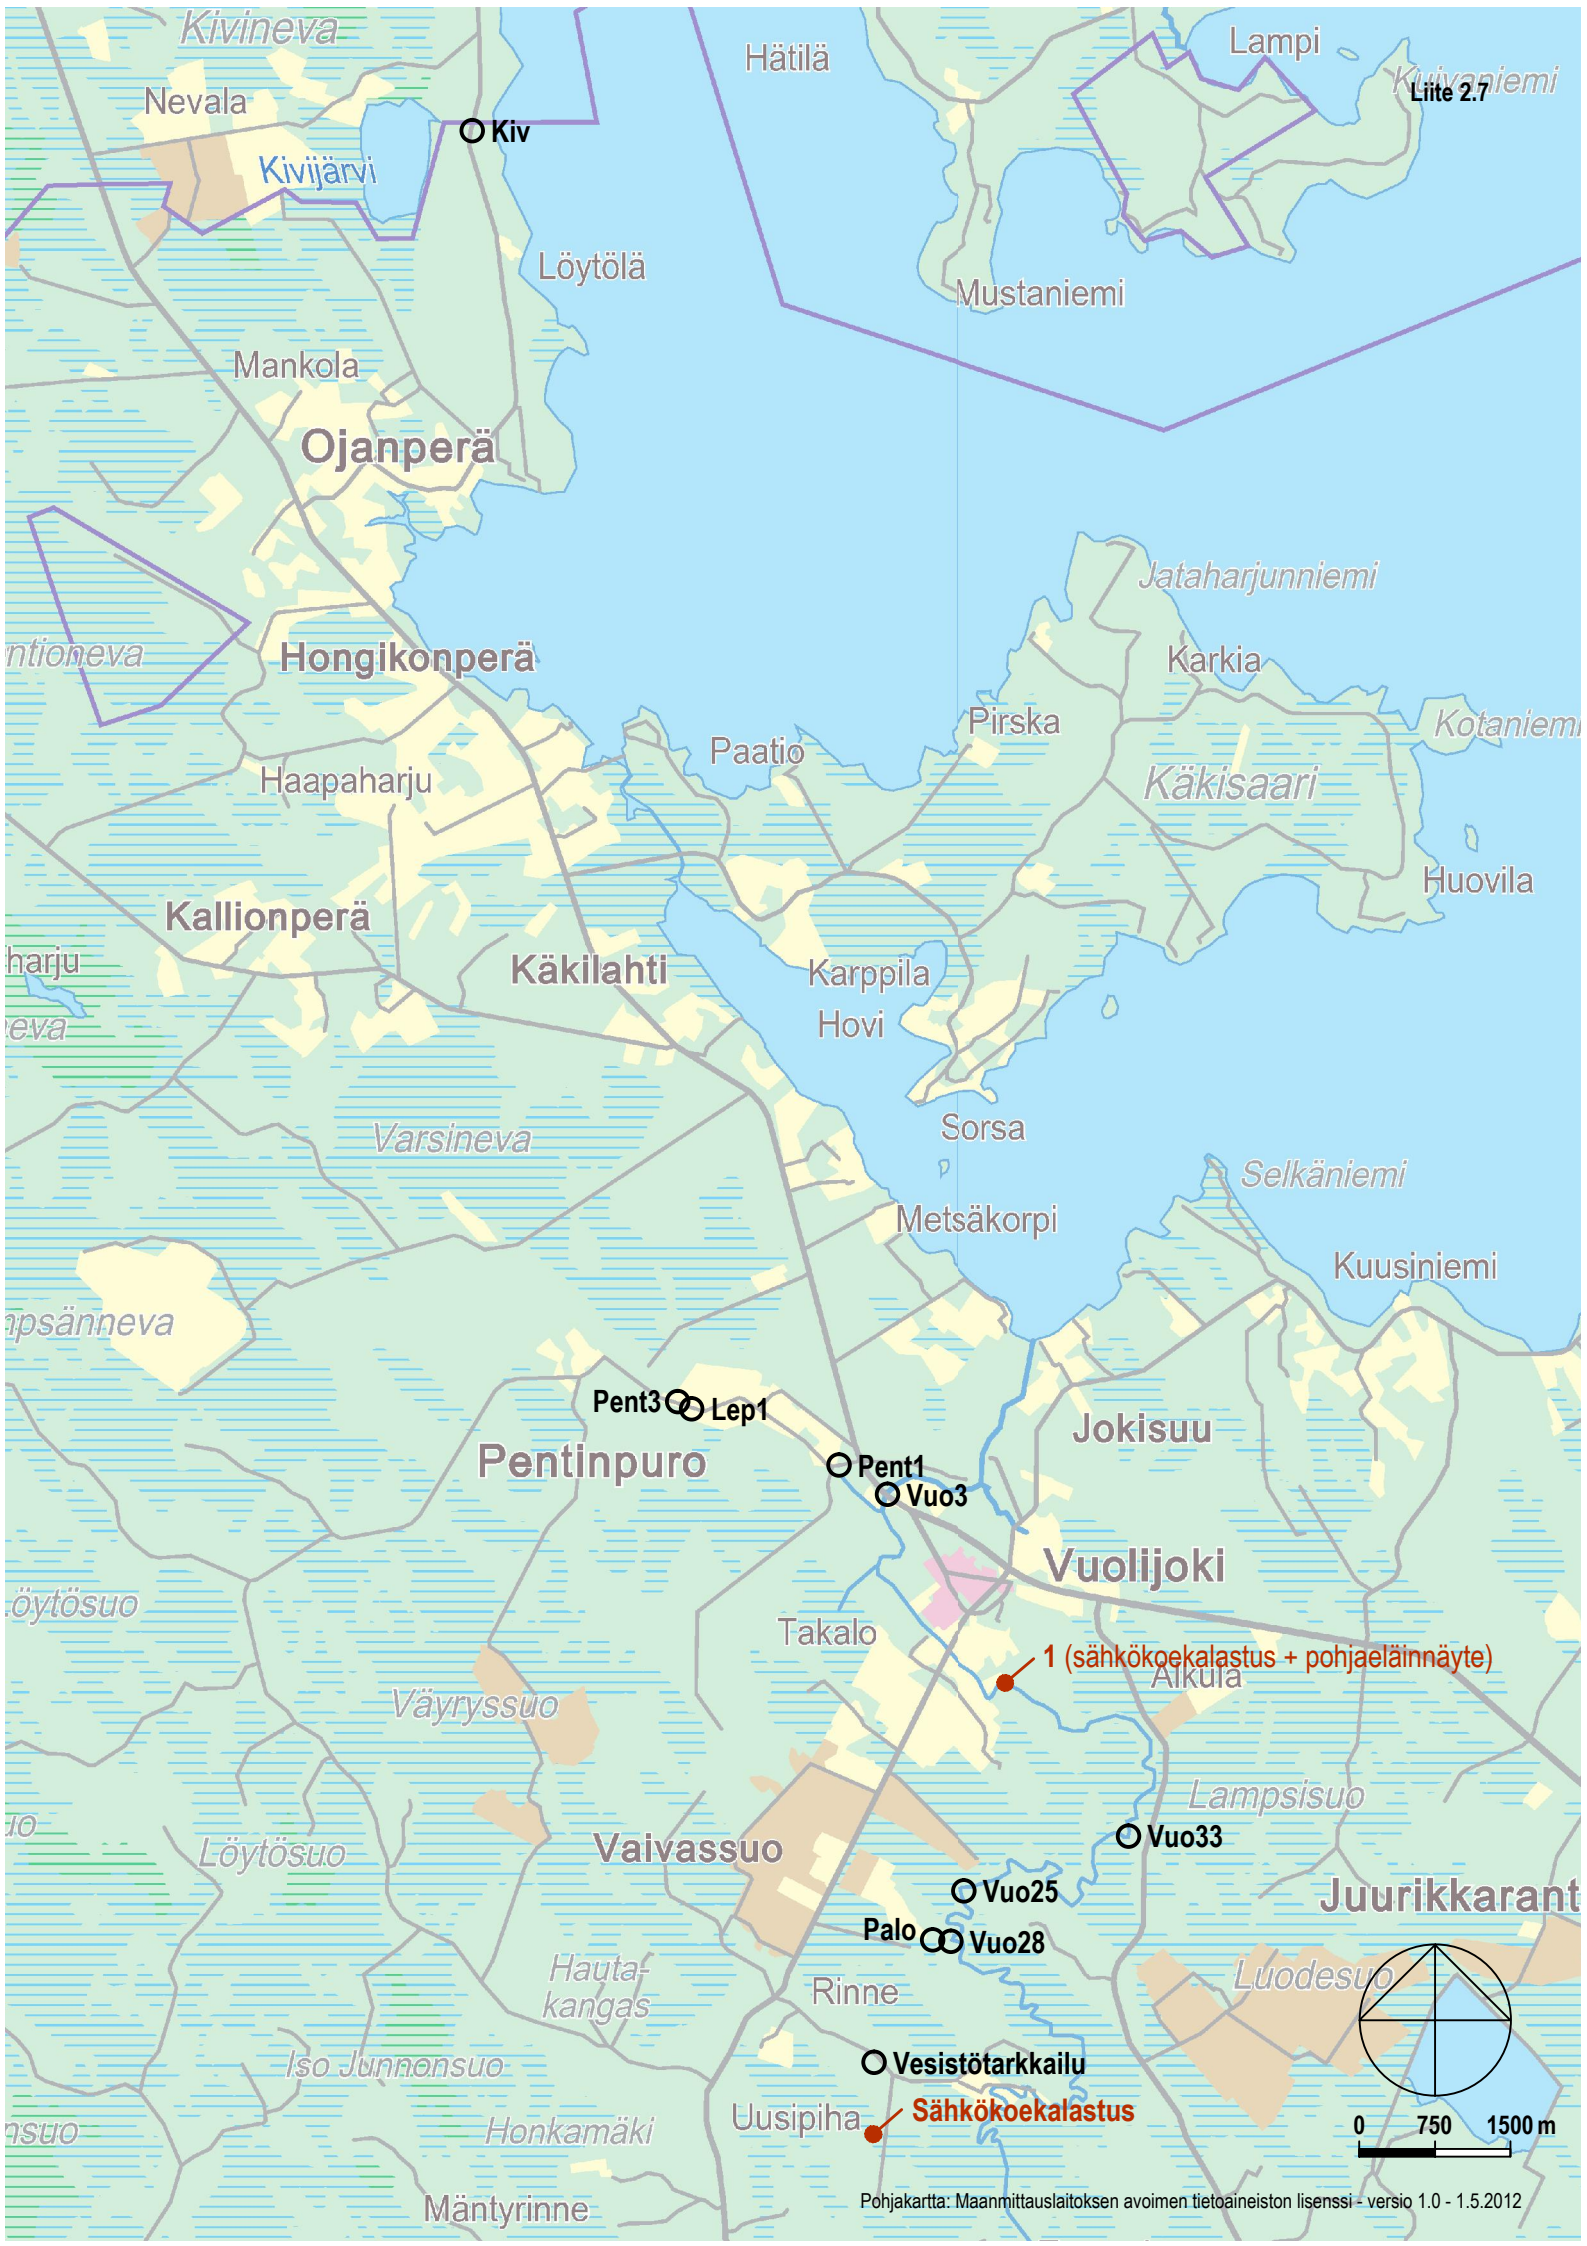 Kivineva
Hätilä
Lampi
Kuivaniemi
Liite 2.7
Nevala
Kiv
Kivijärvi
Löytölä
Mustaniemi
Mankola
Ojanperä
Jataharjunniemi
ntioneva
Hongikonperä
Karkia
Pirska
Kotaniemi
Paatio
Haapaharju
Käkisaari
Huovila
Kallionperä
harju
Käkilahti
Karppila
Hovi
eva
Sorsa
Varsineva
Selkäniemi
Metsäkorpi
Kuusiniemi
mpsänneva
Pent3
Lep1
Jokisuu
Pentinpuro
Pent1
Vuo3
Vuolijoki
Löytösuo
Takalo
1 (sähkökoekalastus + pohjaeläinnäyte)
Alkula
Väyryssuo
Lampsisuo
uo
Löytösuo
Vaivassuo
Vuo33
Vuo25
Juurikkarant
Palo
Vuo28
Hauta-
kangas
Rinne
Luodesuo
Iso Junnonsuo
Vesistötarkkailu
Uusipiha
Sähkökoekalastus
nsuo
Honkamäki
0 750 1500 m
Mäntyrinne
Pohjakartta: Maanmittauslaitoksen avoimen tietoaineiston lisenssi - versio 1.0 - 1.5.2012